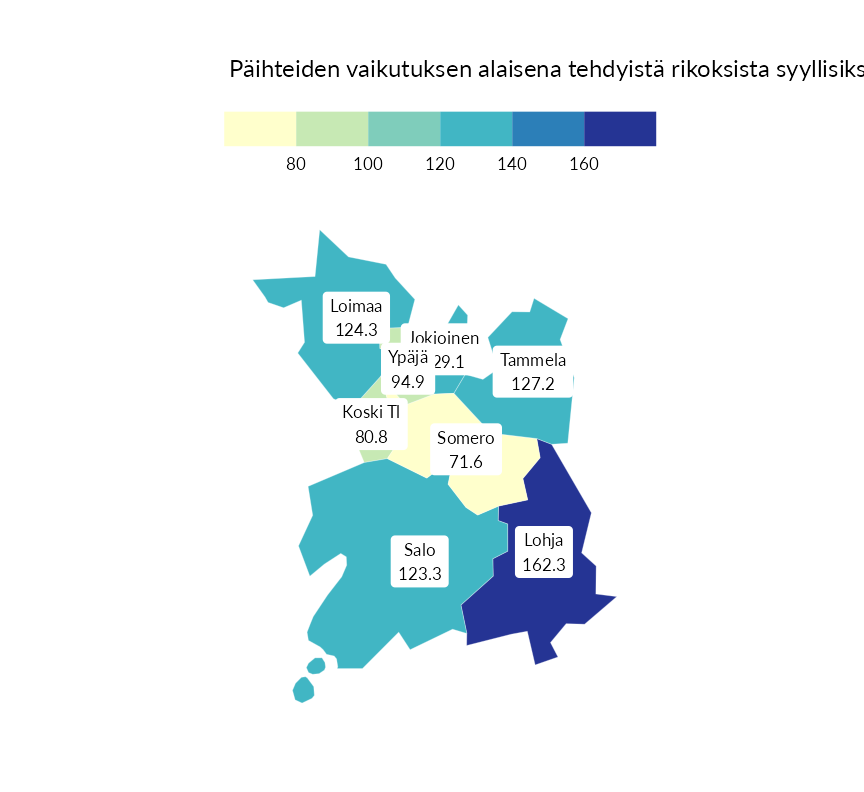 Päihteiden vaikutuksen alaisena tehdyistä rikoksista syyllisiks
80 100 120 140 160
Loimaa
124.3
Jokioinen
29.1
Ypäjä
94.9
Tammela
127.2
Koski Tl
80.8
Somero
71.6
Salo
123.3
Lohja
162.3